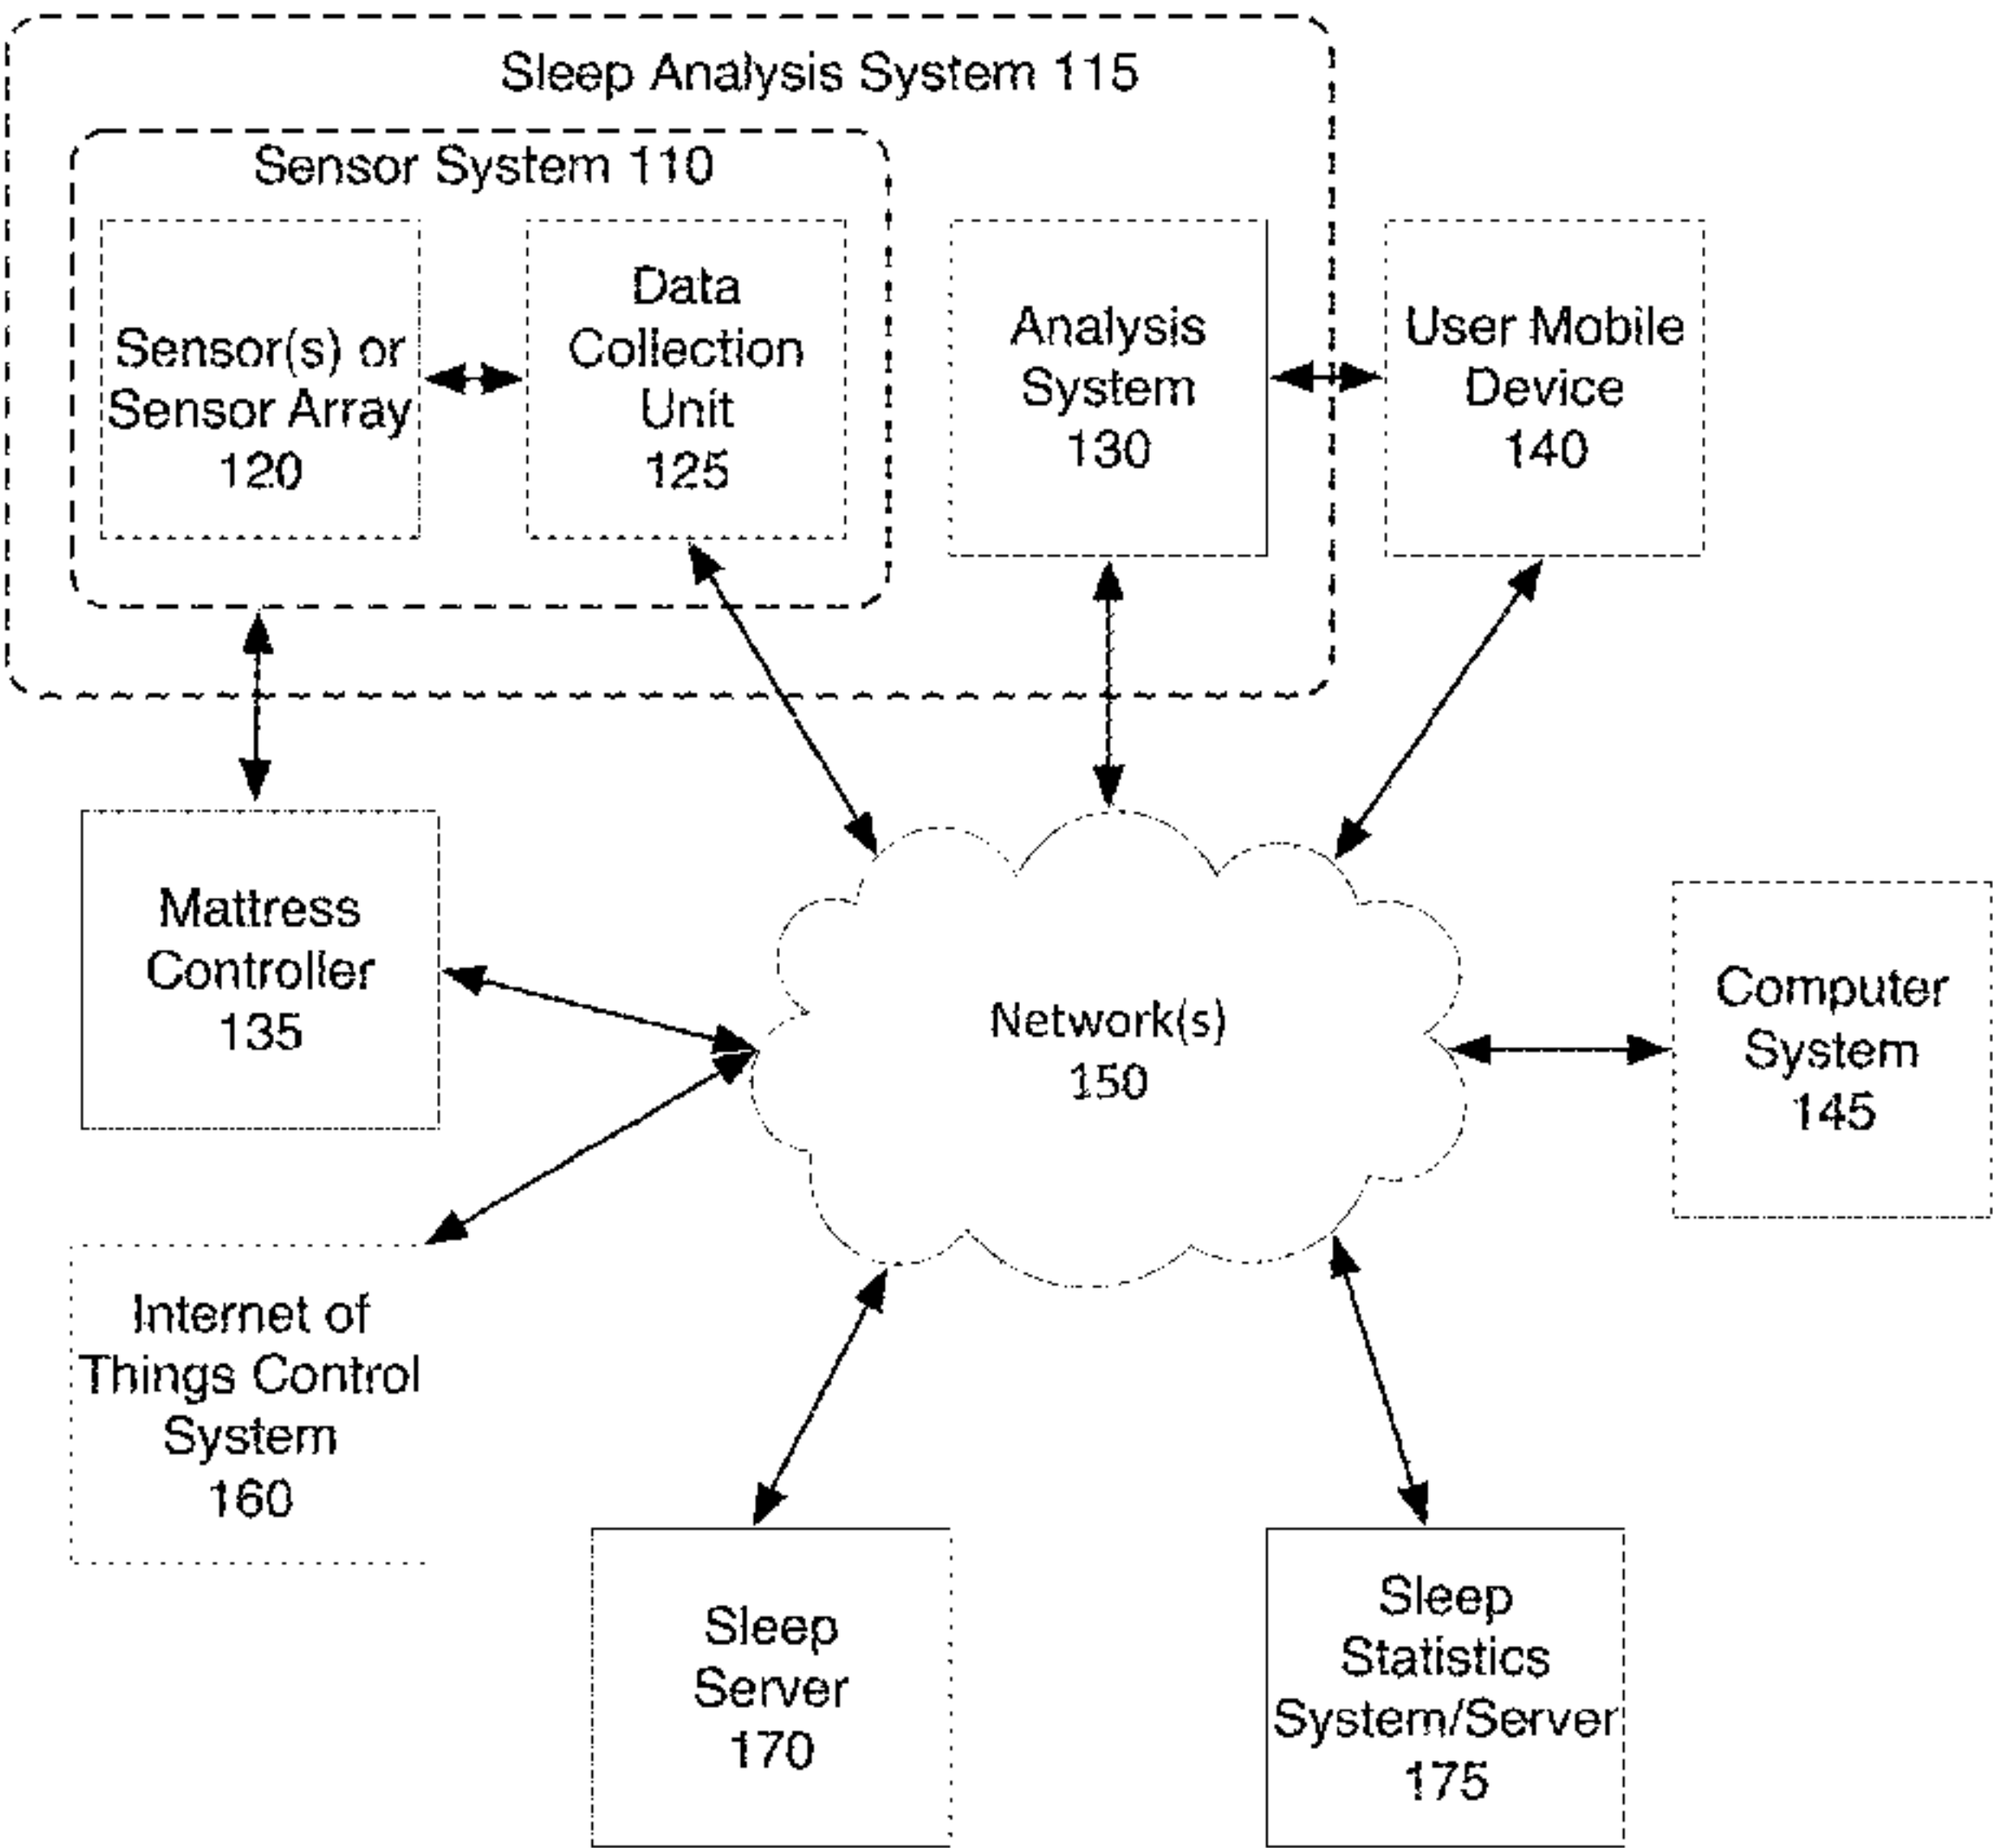 Sleep Analysis System 115
Sensor System 110
Sensor(s) or
Sensor Array
120
Data
Collection
Unit
125
Analysis
System
130
User Mobile
Device
140
Mattress
Controller
135
Network(s)
150
Computer
System
145
Internet of
Things Control
System
160
Sleep
Server
170
Sleep
Statistics
System/Server
175